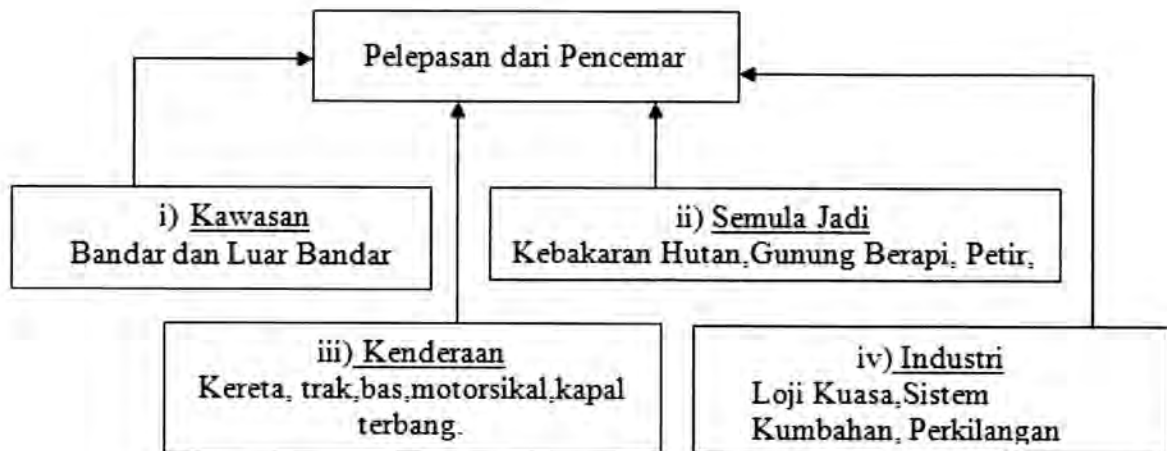 Pelepasan dari Pencemar
i) Kawasan
Bandar dan Luar Bandar
ii) Semula Jadi
Kebakaran Hutan,Gunung Berapi, Petir,
iii) Kenderaan
Kereta, trak,bas,motorsikal,kapal
terbang.
iv) Industri
Loji Kuasa,Sistem
Kumbahan, Perkilangan